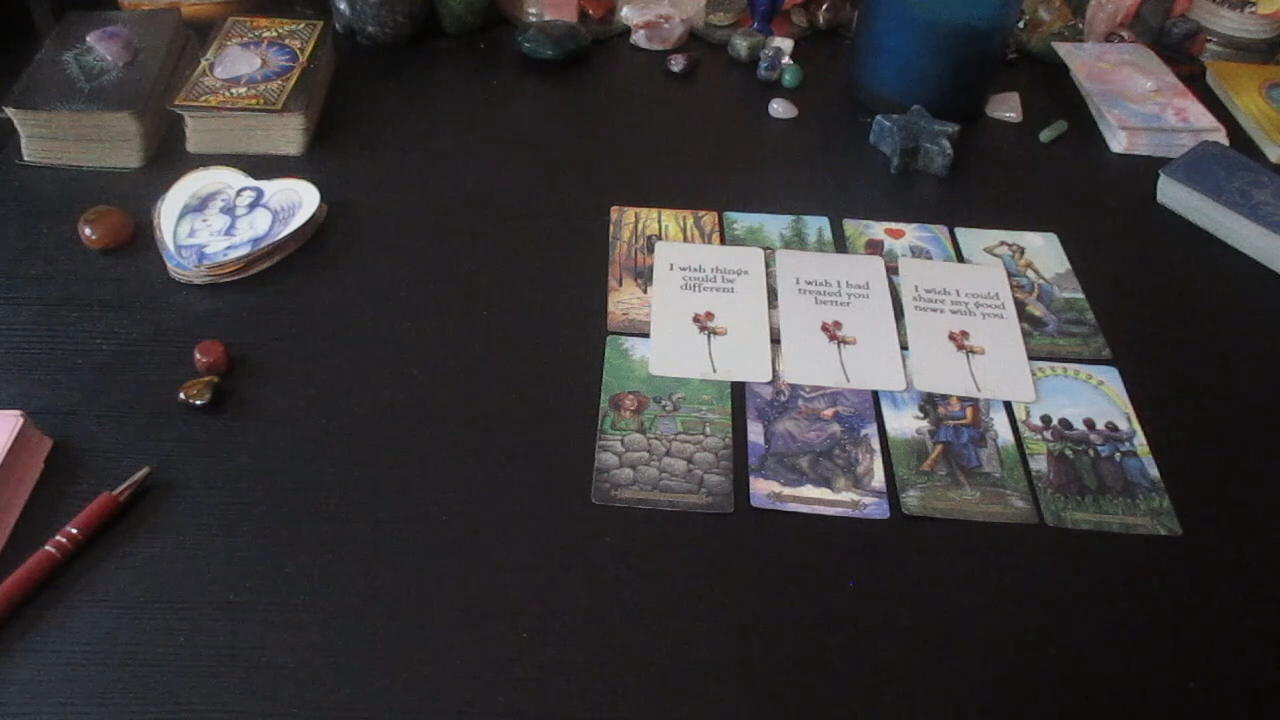 I wish things
could be
different.
I wish I had
treated you
better
I wish I could
share my good
news with you.